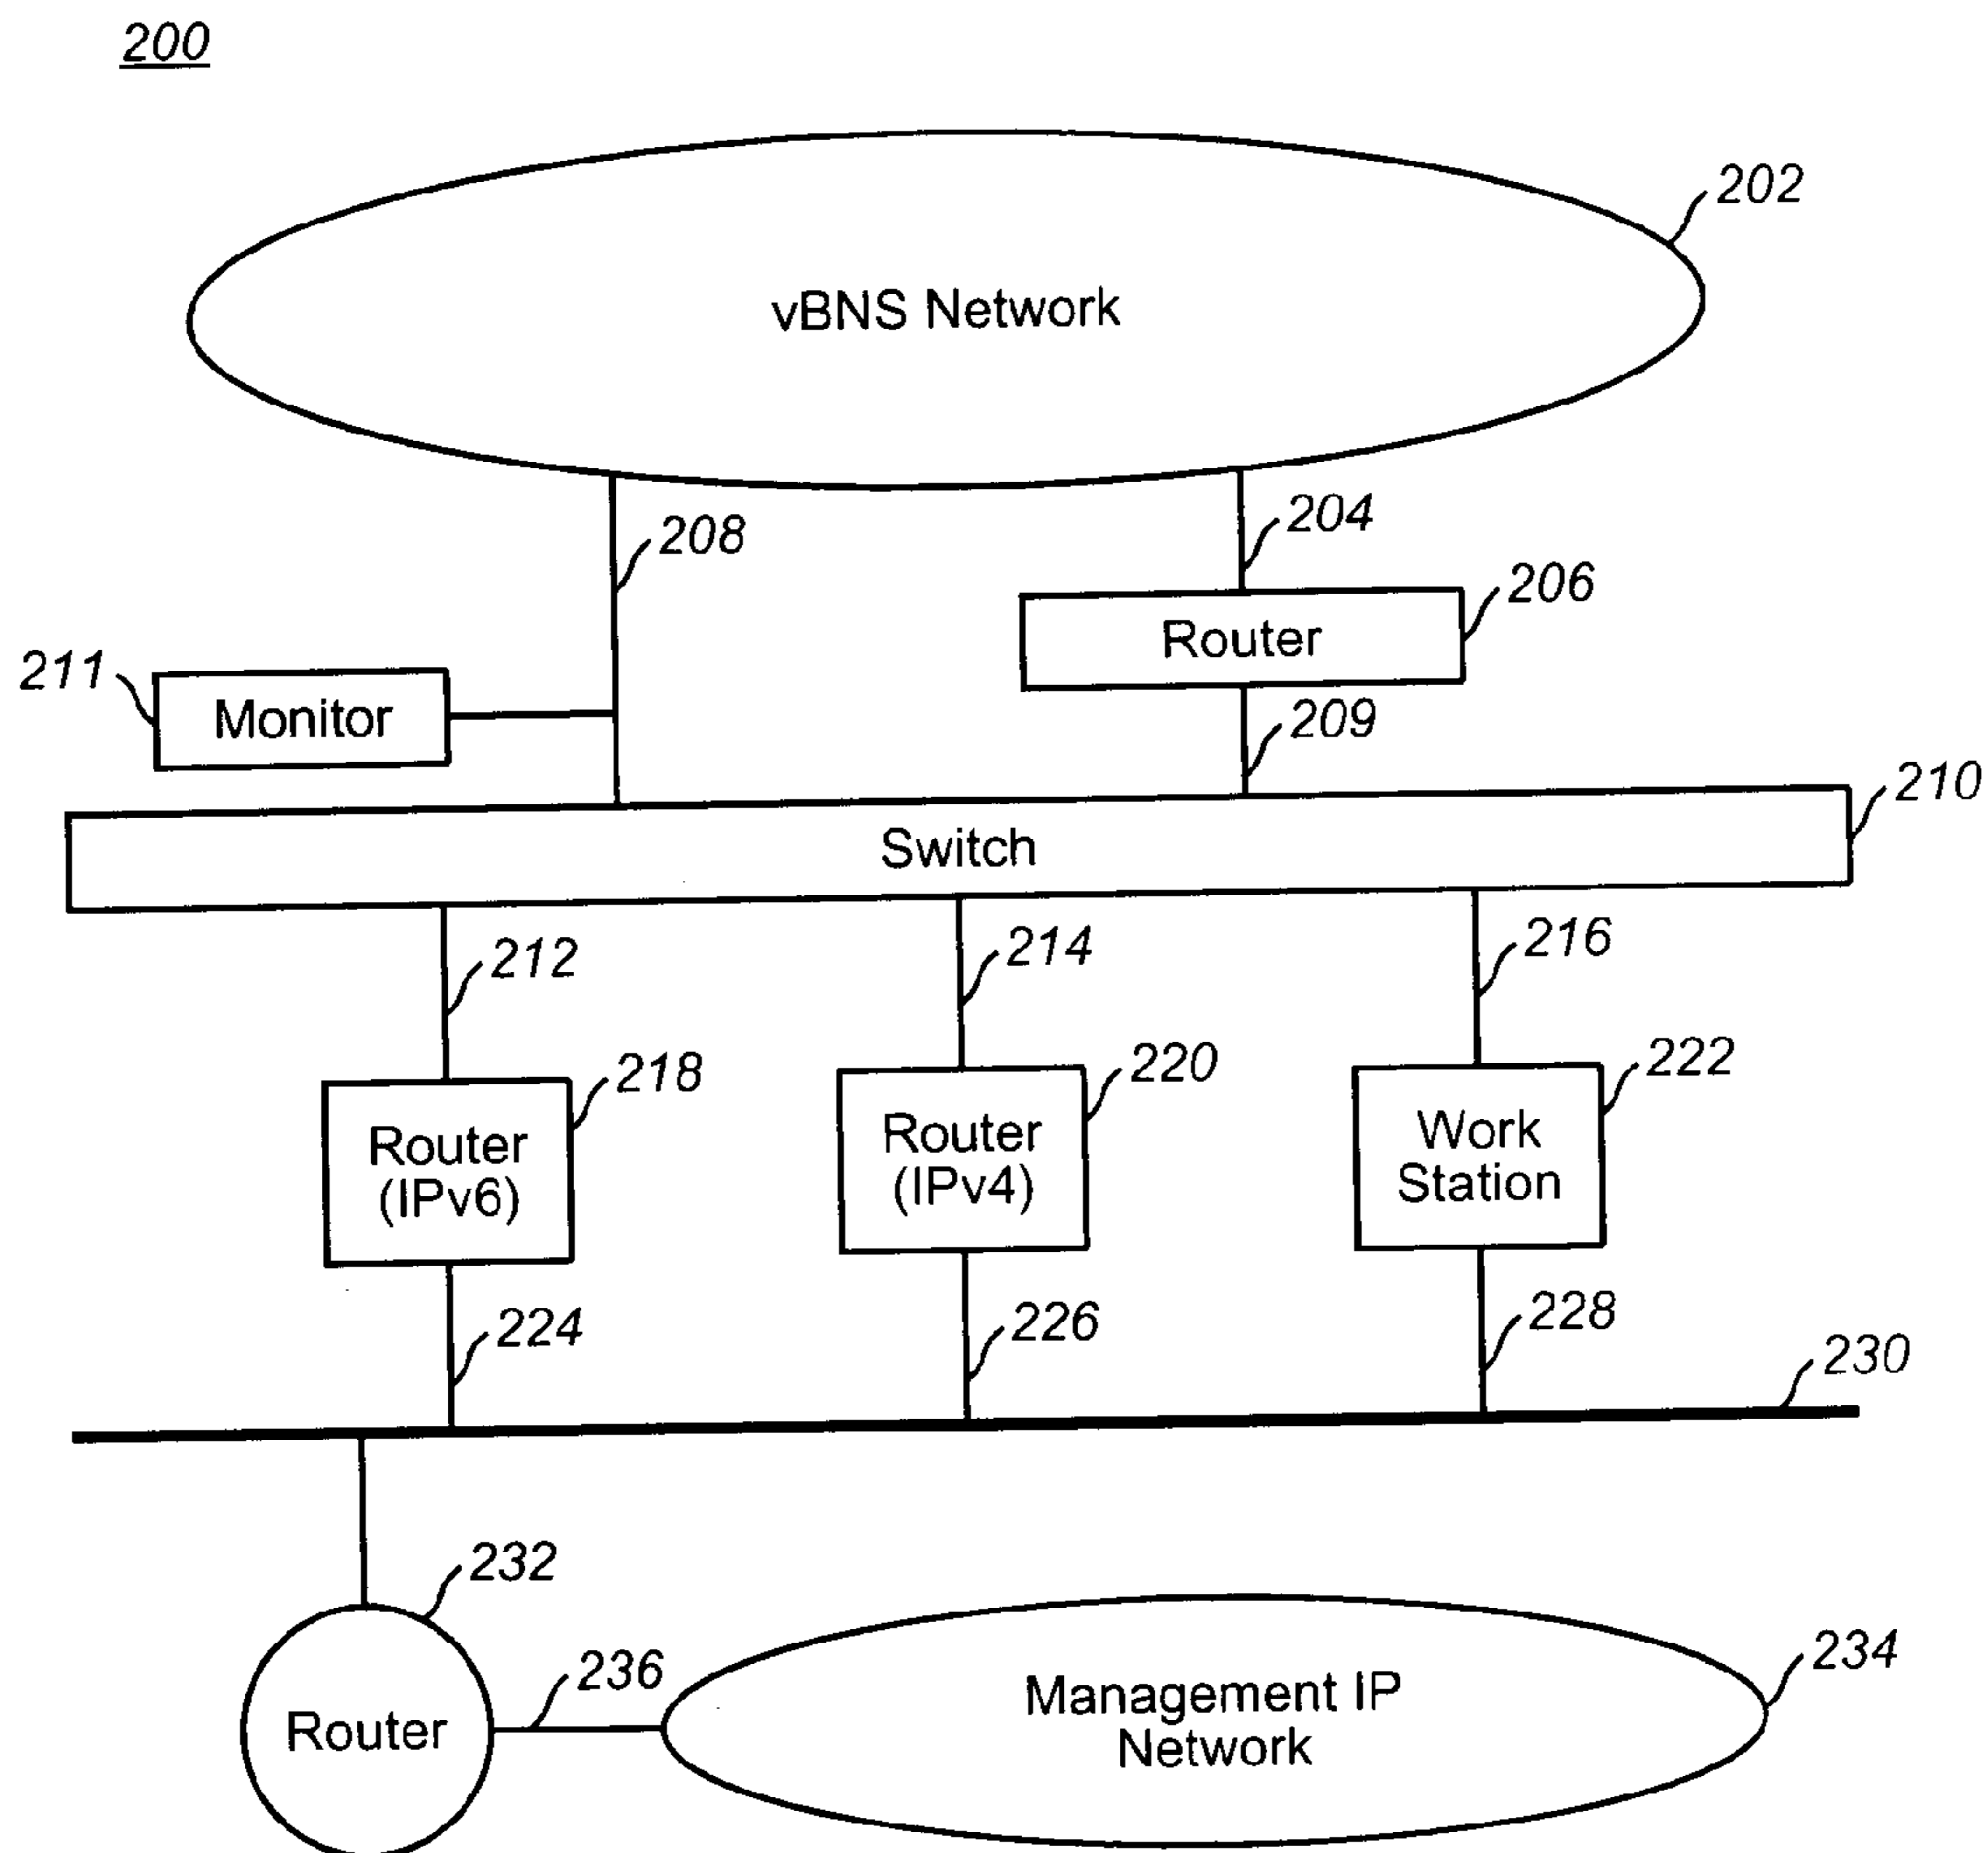 200
202
vBNS Network
208
204
206
Router
211
Monitor
209
210
Switch
212
214
216
218
220
222
Router
(IPv6)
Router
(IPv4)
Work
Station
224
226
228
230
232
236
234
Router
Management IP
Network